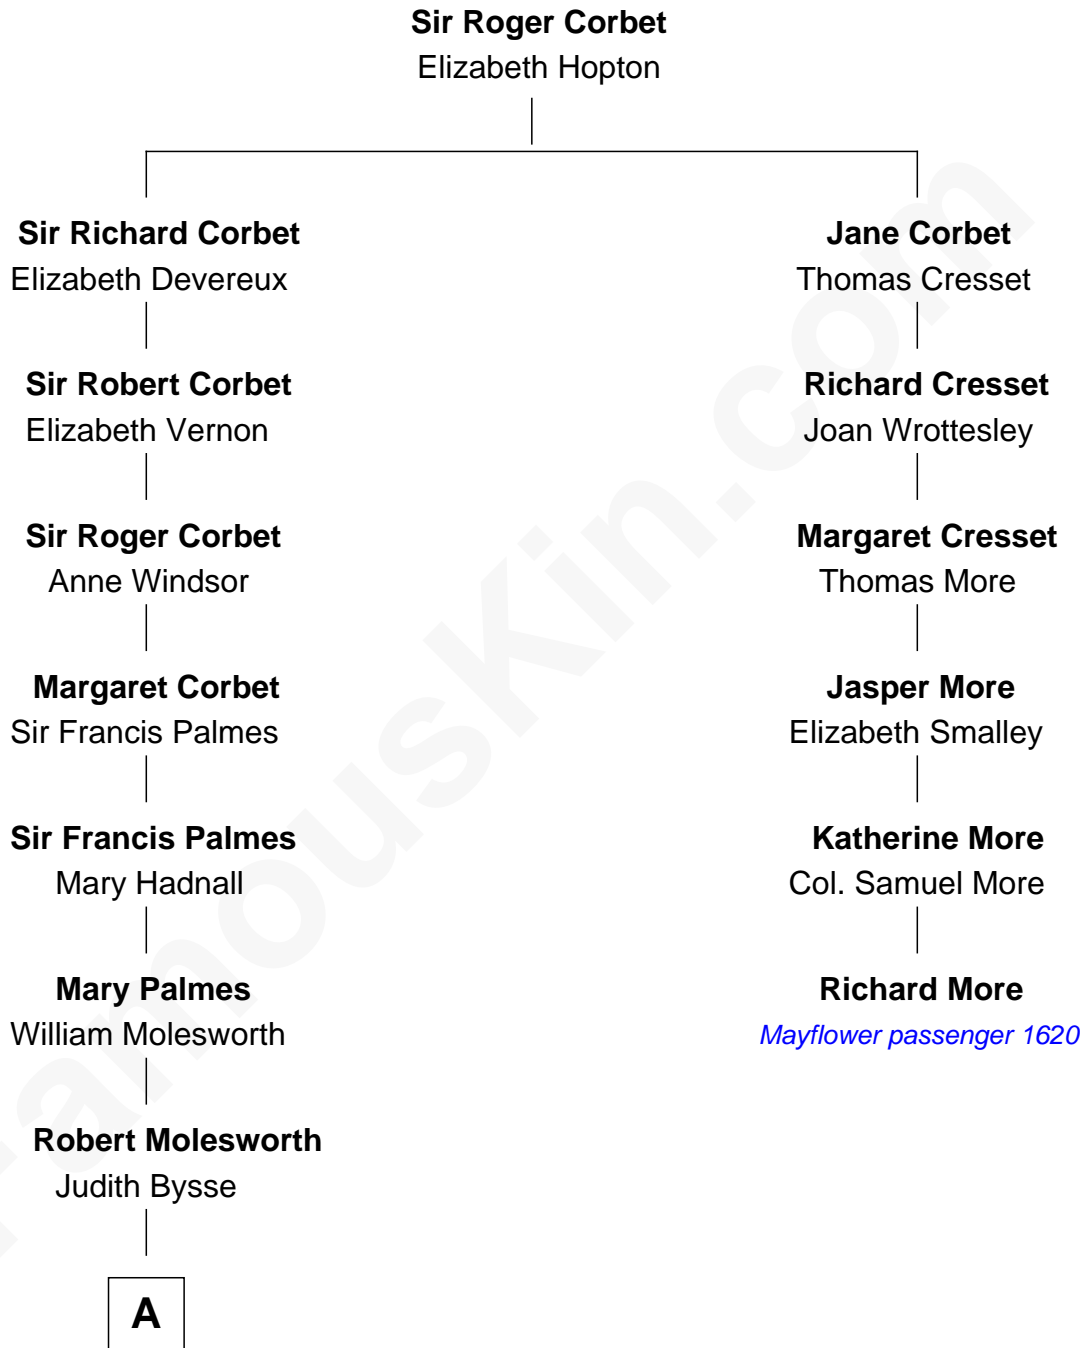 Sir Roger Corbet
Elizabeth Hopton
Sir Richard Corbet
Elizabeth Devereux
Jane Corbet
Thomas Cresset
Sir Robert Corbet
Elizabeth Vernon
Richard Cresset
Joan Wrottesley
Sir Roger Corbet
Anne Windsor
Margaret Cresset
Thomas More
Margaret Corbet
Sir Francis Palmes
Jasper More
Elizabeth Smalley
Sir Francis Palmes
Mary Hadnall
Katherine More
Col. Samuel More
Mary Palmes
William Molesworth
Richard More
Mayflower passenger 1620
Robert Molesworth
Judith Bysse
A
FamousKin.com